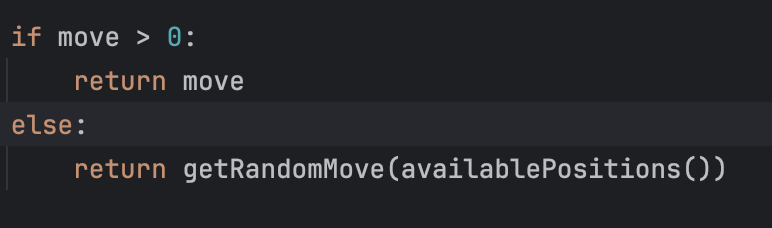 if move > 0:
    return move
else:
    return getRandomMove(availablePositions())